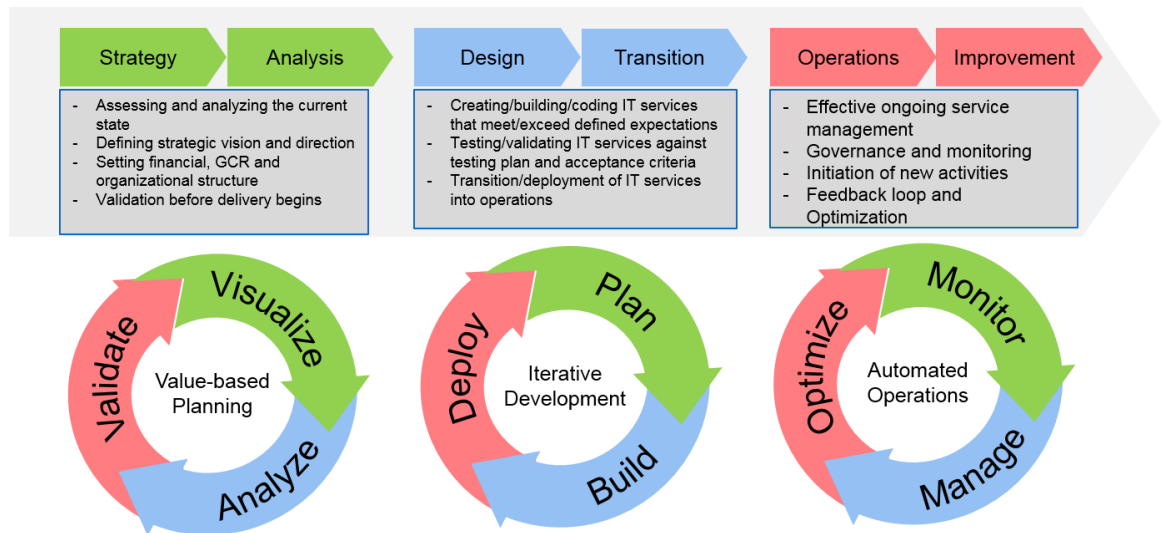 Strategy
Analysis
Design
Transition
Operations
Improvement
- Assessing and analyzing the current
state
- Defining strategic vision and direction
- Setting financial, GCR and
organizational structure
- Validation before delivery begins
- Creating/building/coding IT services
that meet/exceed defined expectations
- Testing/validating IT services against
testing plan and acceptance criteria
- Transition/deployment of IT services
into operations
- Effective ongoing service
management
- Governance and monitoring
- Initiation of new activities
- Feedback loop and
Optimization
Visualize
Analyze
Validate
Value-based
Planning
Plan
Build
Deploy
Iterative
Development
Monitor
Manage
Optimize
Automated
Operations